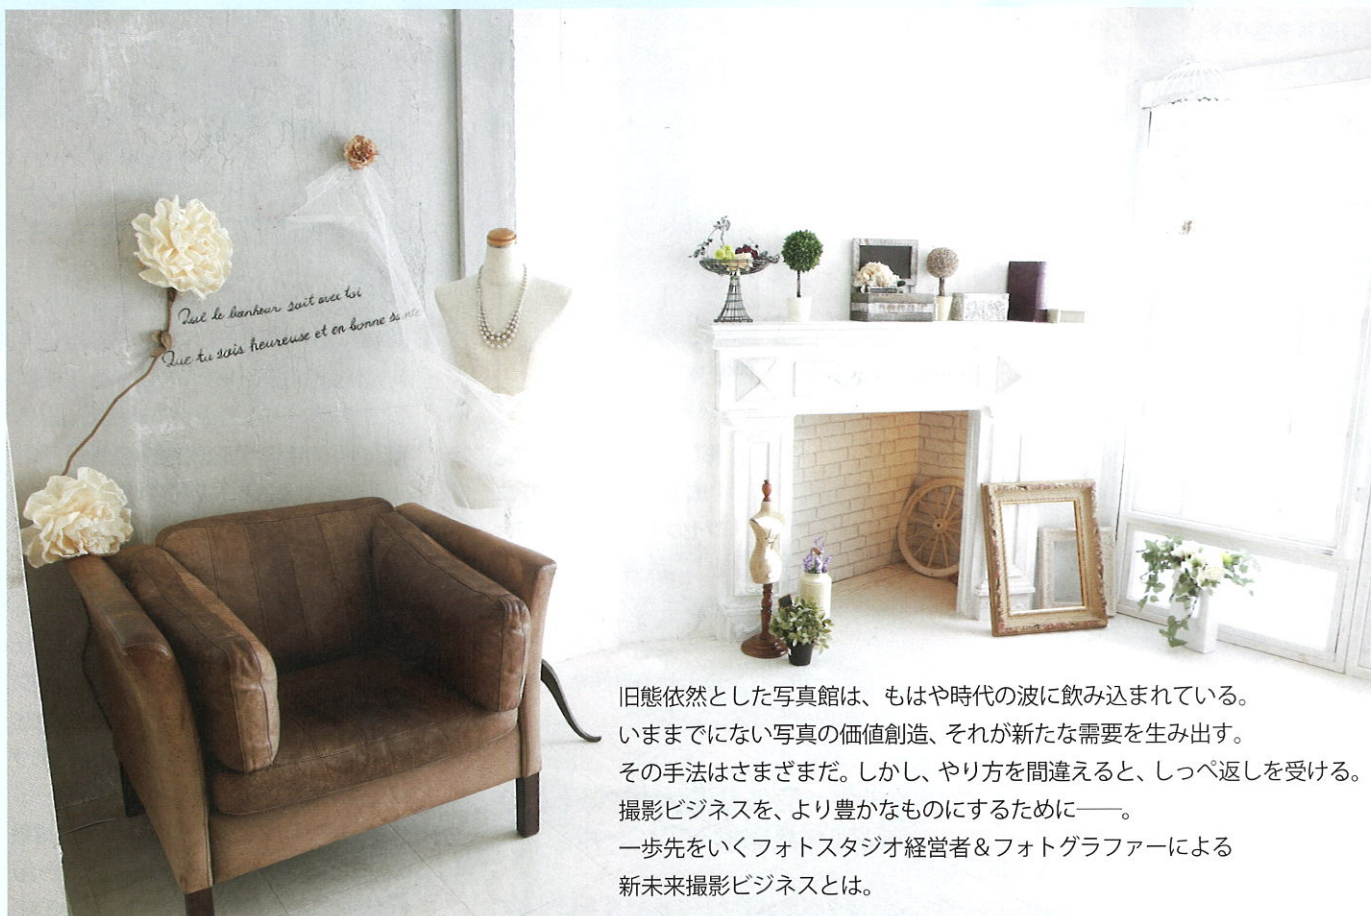 Que le bonheur soit avec toi
Que tu sois heureuse et en bonne sante
旧態依然とした写真館は、もはや時代の波に飲み込まれている。
いままでにない写真の価値創造、それが新たな需要を生み出す。
その手法はさまざまだ。しかし、やり方を間違えると、しっぺ返しを受ける。
撮影ビジネスを、より豊かなものにするために――。
一歩先をいくフォトスタジオ経営者&フォトグラファーによる
新未来撮影ビジネスとは。